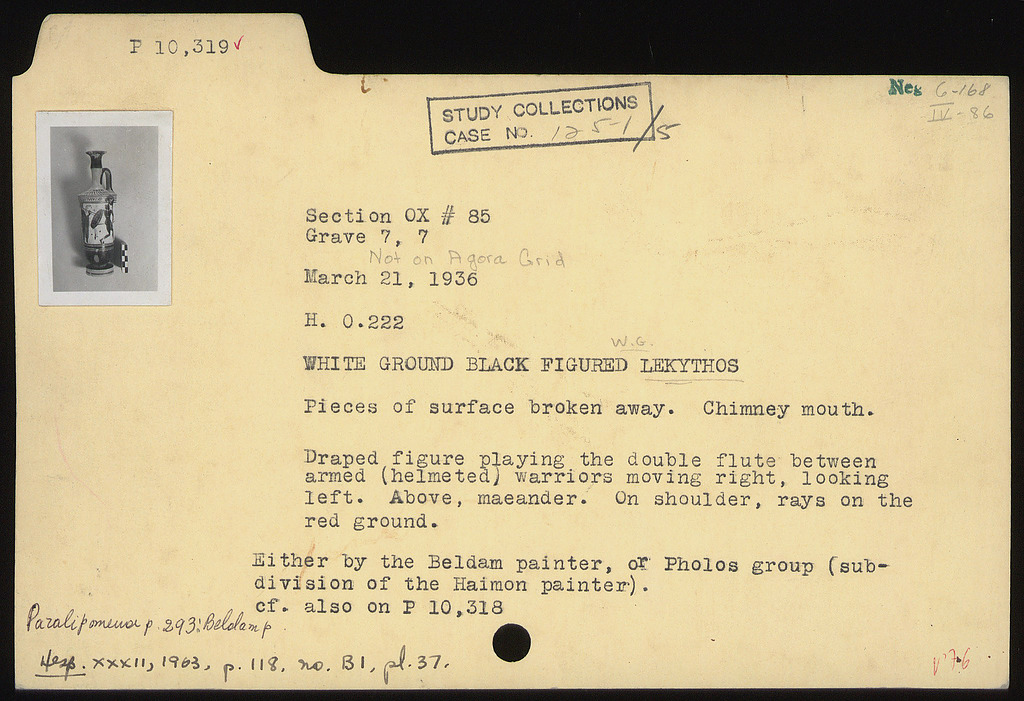 P 10,319✓
Neg 6-168
IV-86
STUDY COLLECTIONS
CASE NO. 125-1/5
Section OX # 85
Grave 7, 7
Not on Agora Grid
March 21, 1936
H. 0.222
W.G.
WHITE GROUND BLACK FIGURED LEKYTHOS
Pieces of surface broken away. Chimney mouth.
Draped figure playing the double flute between
armed (helmeted) warriors moving right, looking
left. Above, maeander. On shoulder, rays on the
red ground.
Either by the Beldam painter, or Pholos group (sub-
division of the Haimon painter).
cf. also on P 10,318
Paralipomena p. 293: Beldam p.
Hesp. XXXII, 1963, p. 118, no. B1, pl. 37.